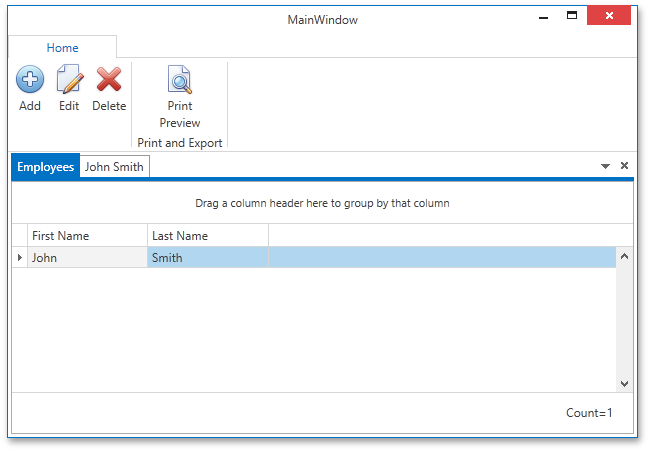 MainWindow
Home
Add Edit Delete Print
Preview
Print and Export
Employees John Smith
Drag a column header here to group by that column
First Name Last Name
John Smith
Count=1